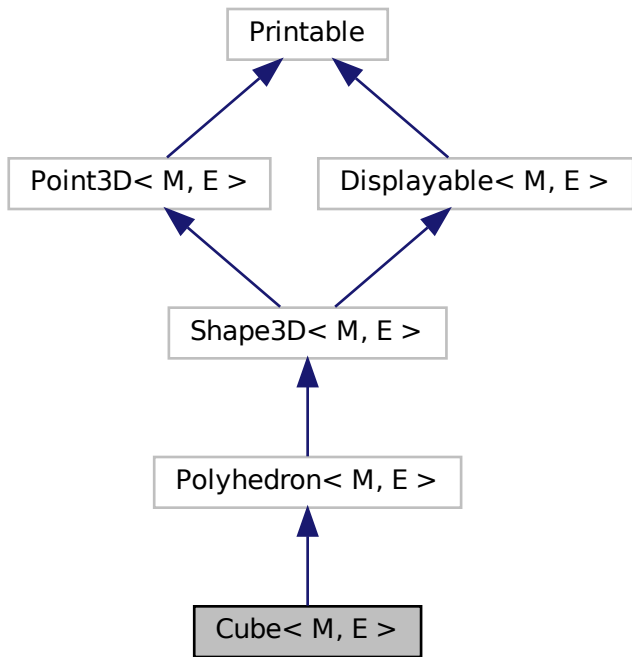 Printable
Point3D< M, E >
Displayable< M, E >
Shape3D< M, E >
Polyhedron< M, E >
Cube< M, E >